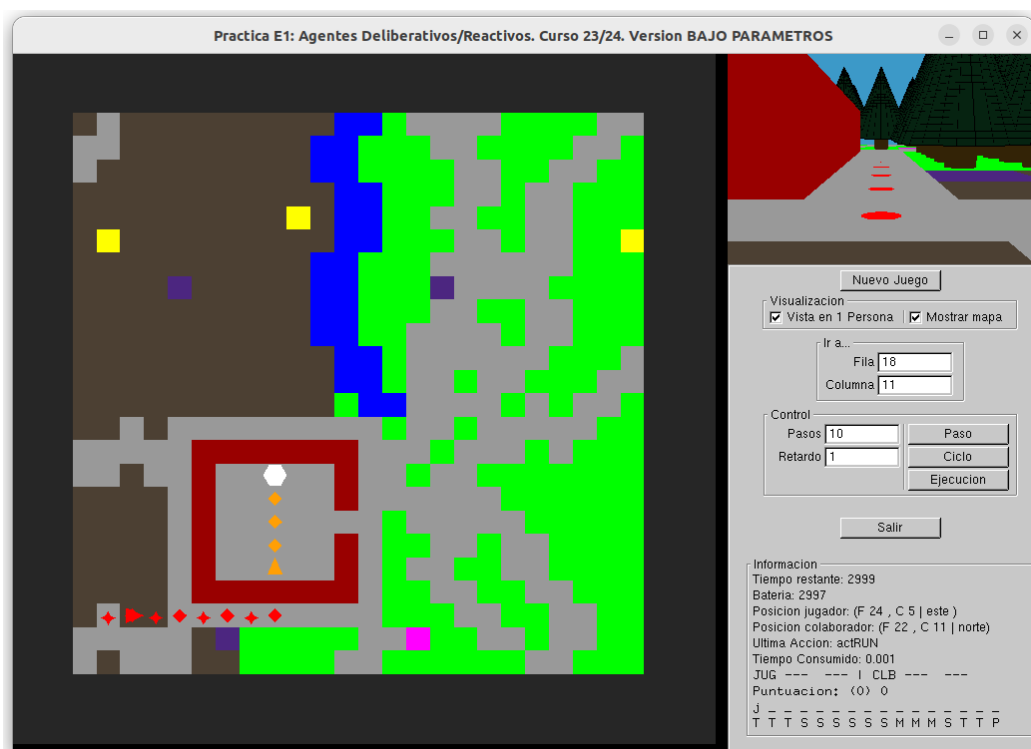 Practica E1: Agentes Deliberativos/Reactivos. Curso 23/24. Version BAJO PARAMETROS
Nuevo Juego
Visualizacion
Vista en 1 Persona
Mostrar mapa
Ir a...
Fila 18
Columna 11
Control
Pasos 10 Paso
Retardo 1 Ciclo
Ejecucion
Salir
Informacion
Tiempo restante: 2999
Bateria: 2997
Posicion jugador: (F 24 , C 5 | este )
Posicion colaborador: (F 22 , C 11 | norte)
Ultima Accion: actRUN
Tiempo Consumido: 0.001
JUG --- --- | CLB --- ---
Puntuacion: (0) 0
j _ _ _ _ _ _ _ _ _ _ _ _ _ _ _
T T T S S S S S S M M M S T T P